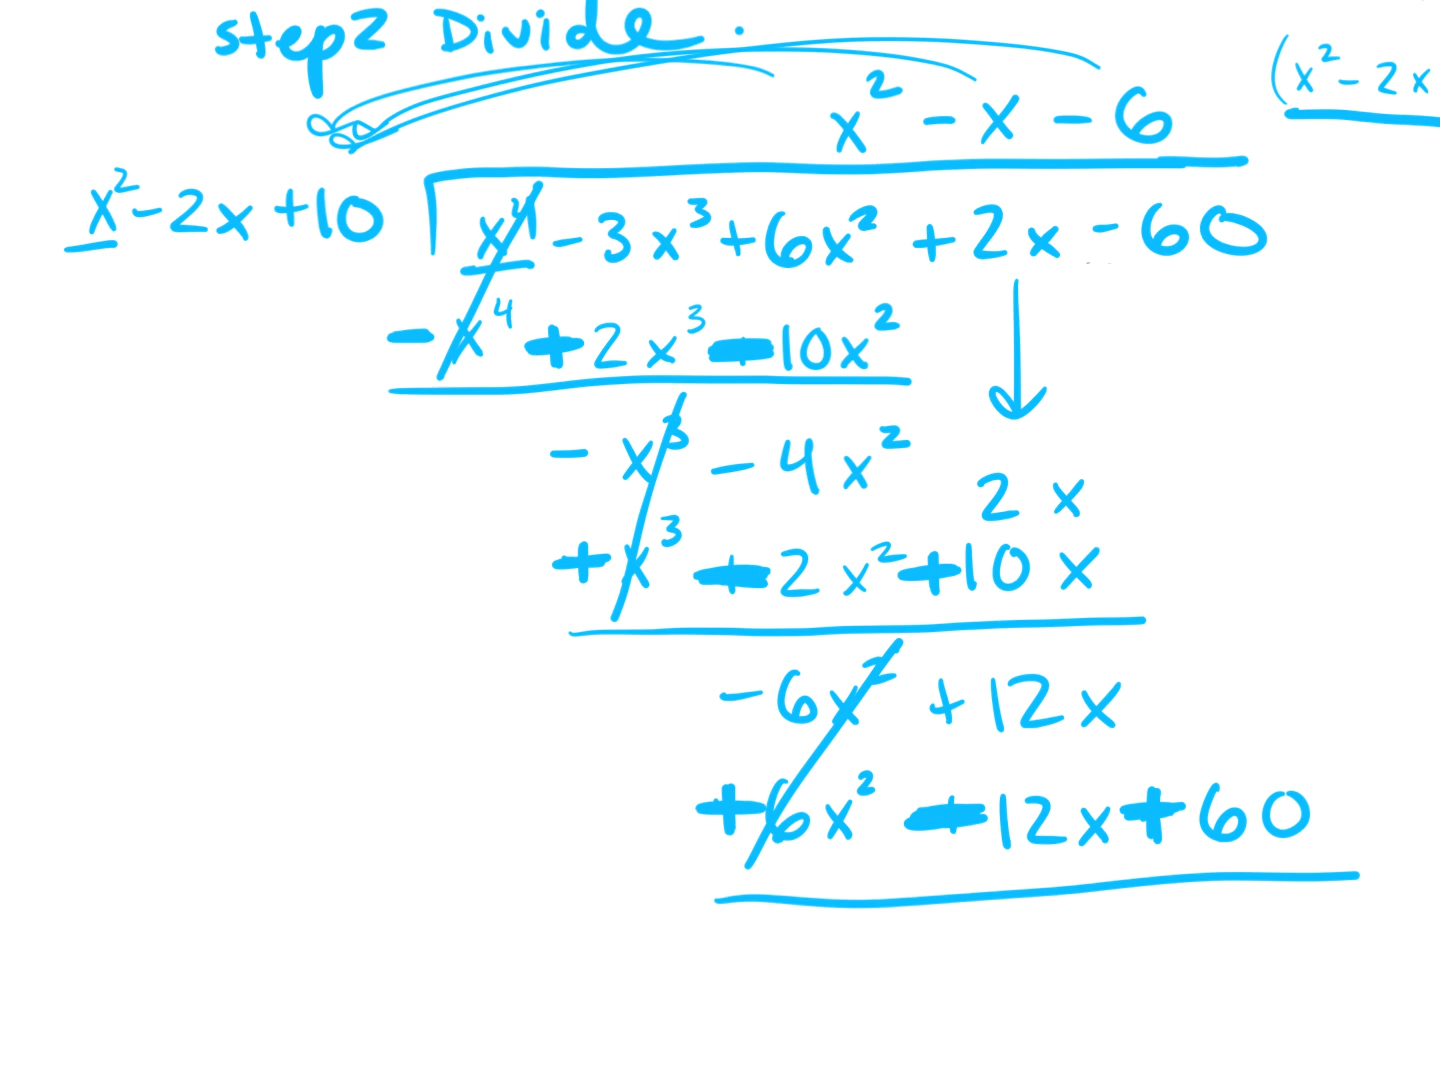 step2 Divide.
(x² - 2x
x² - x - 6
x² - 2x + 10 x⁴ - 3x³ + 6x² + 2x - 60
- x⁴ + 2x³ - 10x²
- x³ - 4x²
2x
+ x³ - 2x² + 10x
- 6x² + 12x
+ 6x² - 12x + 60